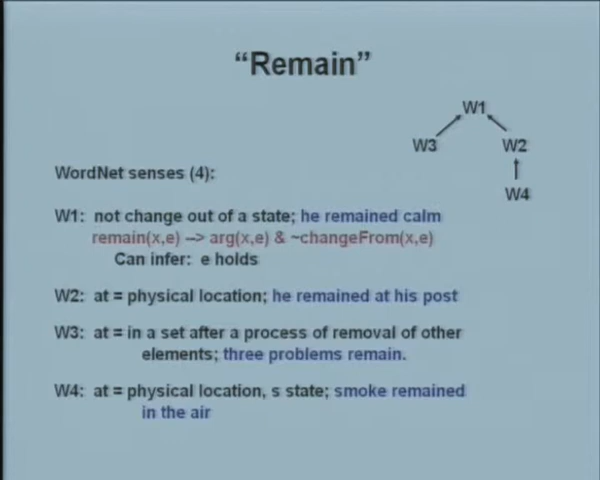 “Remain”
W1
W3 W2
W4
WordNet senses (4):
W1: not change out of a state; he remained calm
remain(x,e) --> arg(x,e) & ~changeFrom(x,e)
Can infer: e holds
W2: at = physical location; he remained at his post
W3: at = in a set after a process of removal of other
elements; three problems remain.
W4: at = physical location, s state; smoke remained
in the air